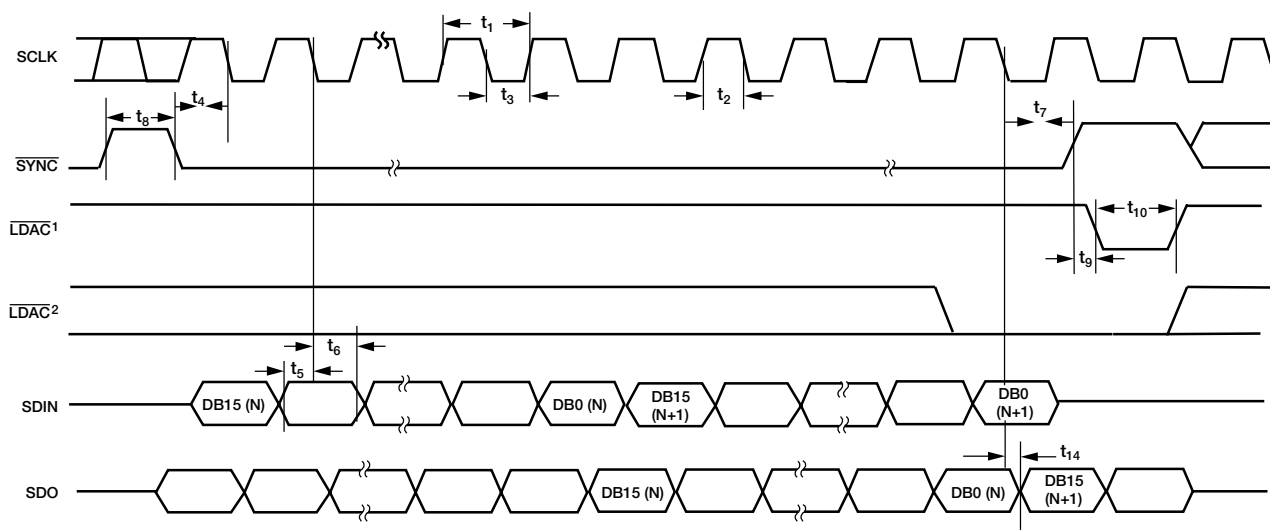 t1
SCLK
t4
t3
t2
t7
t8
SYNC
LDAC1
t10
t9
LDAC2
t6
t5
SDIN
DB15 (N)
DB0 (N)
DB15
(N+1)
DB0
(N+1)
t14
SDO
DB15 (N)
DB0 (N)
DB15
(N+1)